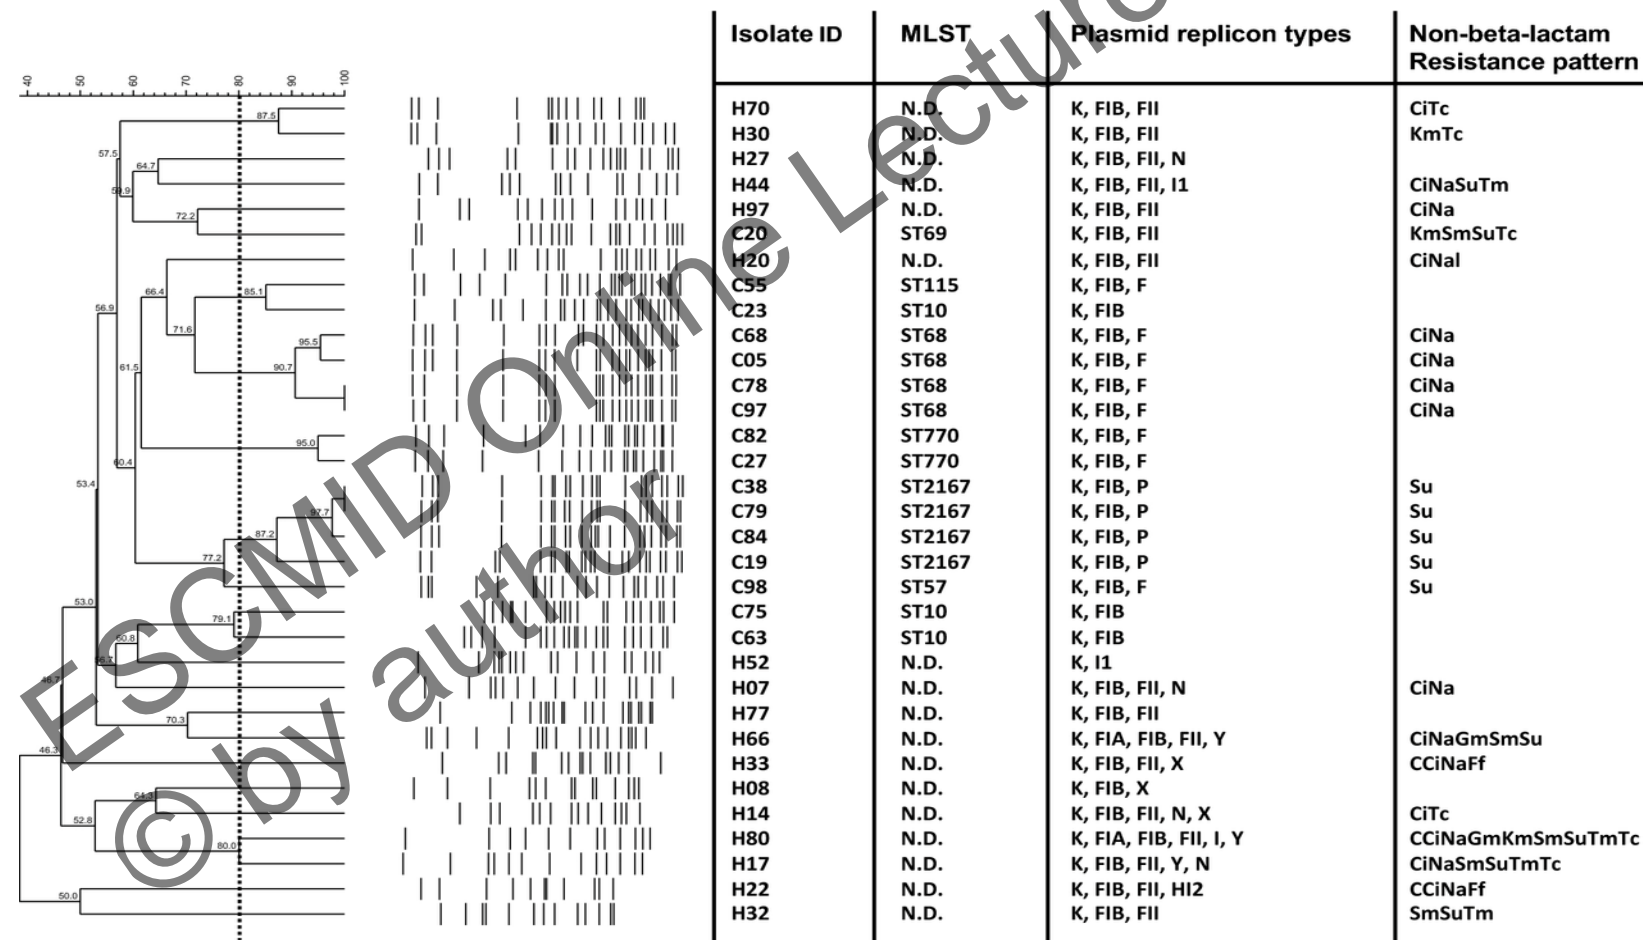 Isolate ID MLST Plasmid replicon types Non-beta-lactam
Resistance pattern
40 50 60 70 80 90 100
H70 N.D. K, FIB, FII CiTc
87.5
H30 N.D. K, FIB, FII KmTc
57.5
H27 N.D. K, FIB, FII, N
64.7
H44 N.D. K, FIB, FII, I1 CiNaSuTm
59.9
H97 N.D. K, FIB, FII CiNa
72.2
C20 ST69 K, FIB, FII KmSmSuTc
H20 N.D. K, FIB, FII CiNal
C55 ST115 K, FIB, F
66.4 85.1
C23 ST10 K, FIB
56.9
C68 ST68 K, FIB, F CiNa
71.6
95.5
C05 ST68 K, FIB, F CiNa
61.5 90.7
C78 ST68 K, FIB, F CiNa
C97 ST68 K, FIB, F CiNa
C82 ST770 K, FIB, F
95.0
C27 ST770 K, FIB, F
60.4
53.4
C38 ST2167 K, FIB, P Su
C79 ST2167 K, FIB, P Su
97.7
C84 ST2167 K, FIB, P Su
87.2
C19 ST2167 K, FIB, P Su
77.2
C98 ST57 K, FIB, F Su
53.0
C75 ST10 K, FIB
79.1
C63 ST10 K, FIB
60.8
H52 N.D. K, I1
H07 N.D. K, FIB, FII, N CiNa
46.7
H77 N.D. K, FIB, FII
70.3
H66 N.D. K, FIA, FIB, FII, Y CiNaGmSmSu
46.3
H33 N.D. K, FIB, FII, X CCiNaFf
H08 N.D. K, FIB, X
64.3
H14 N.D. K, FIB, FII, N, X CiTc
52.8
H80 N.D. K, FIA, FIB, FII, I, Y CCiNaGmKmSmSuTmTc
80.0
H17 N.D. K, FIB, FII, Y, N CiNaSmSuTmTc
H22 N.D. K, FIB, FII, HI2 CCiNaFf
50.0
H32 N.D. K, FIB, FII SmSuTm
ESCMID Online Lecture
© by author